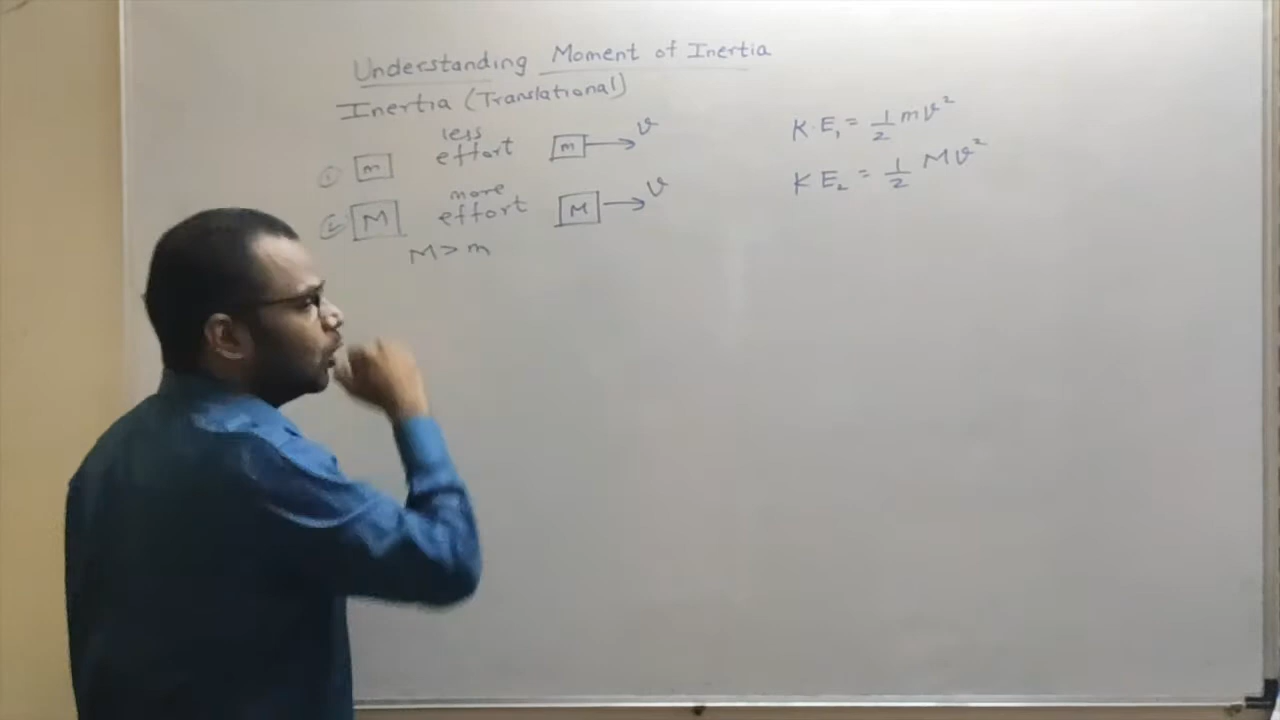 Understanding Moment of Inertia
Inertia (Translational)
less
① m effort m v
more
② M effort M v
M > m
K.E₁ = 1/2 mv²
KE₂ = 1/2 Mv²